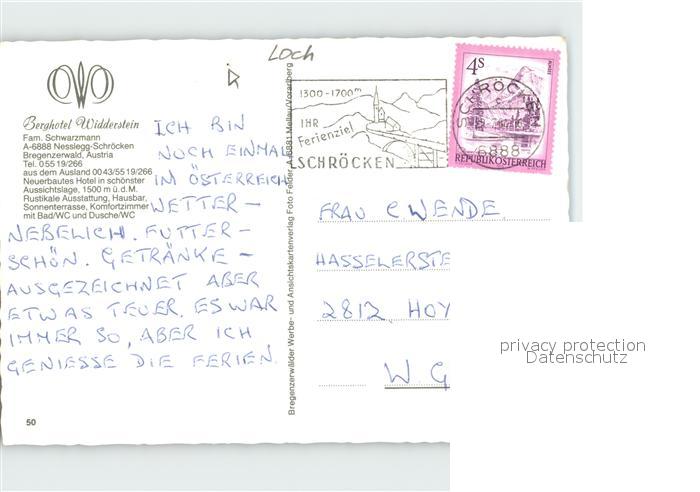 Loch
Berghotel Widderstein
Fam. Schwarzmann
A-6888 Nesslegg-Schröcken
Bregenzerwald, Austria
Tel. 05519/266
aus dem Ausland 0043/5519/266
Neuerbautes Hotel in schönster
Aussichtslage, 1500 m ü.d.M.
Rustikale Ausstattung, Hausbar,
Sonnenterrasse, Komfortzimmer
mit Bad/WC und Dusche/WC
ICH BIN
NOCH EINMAL
IM ÖSTERREICH
WETTER -
NEBELICH. FUTTER -
SCHÖN. GETRÄNKE -
AUSGEZEICHNET ABER
ETWAS TEUER. ES WAR
IMMER SO, ABER ICH
GENIESSE DIE FERIEN.
50
Bregenzerwälder Werbe- und Ansichtskartenverlag Foto Felder A-6881 Mellau/Vorarlberg
1300-1700m
IHR
Ferienziel
SCHRÖCKEN
4S
REPUBLIK ÖSTERREICH
SCHRÖCKEN
6888
FRAU C WENDE
HASSELERSTE
2812 HOY
W G
privacy protection
Datenschutz